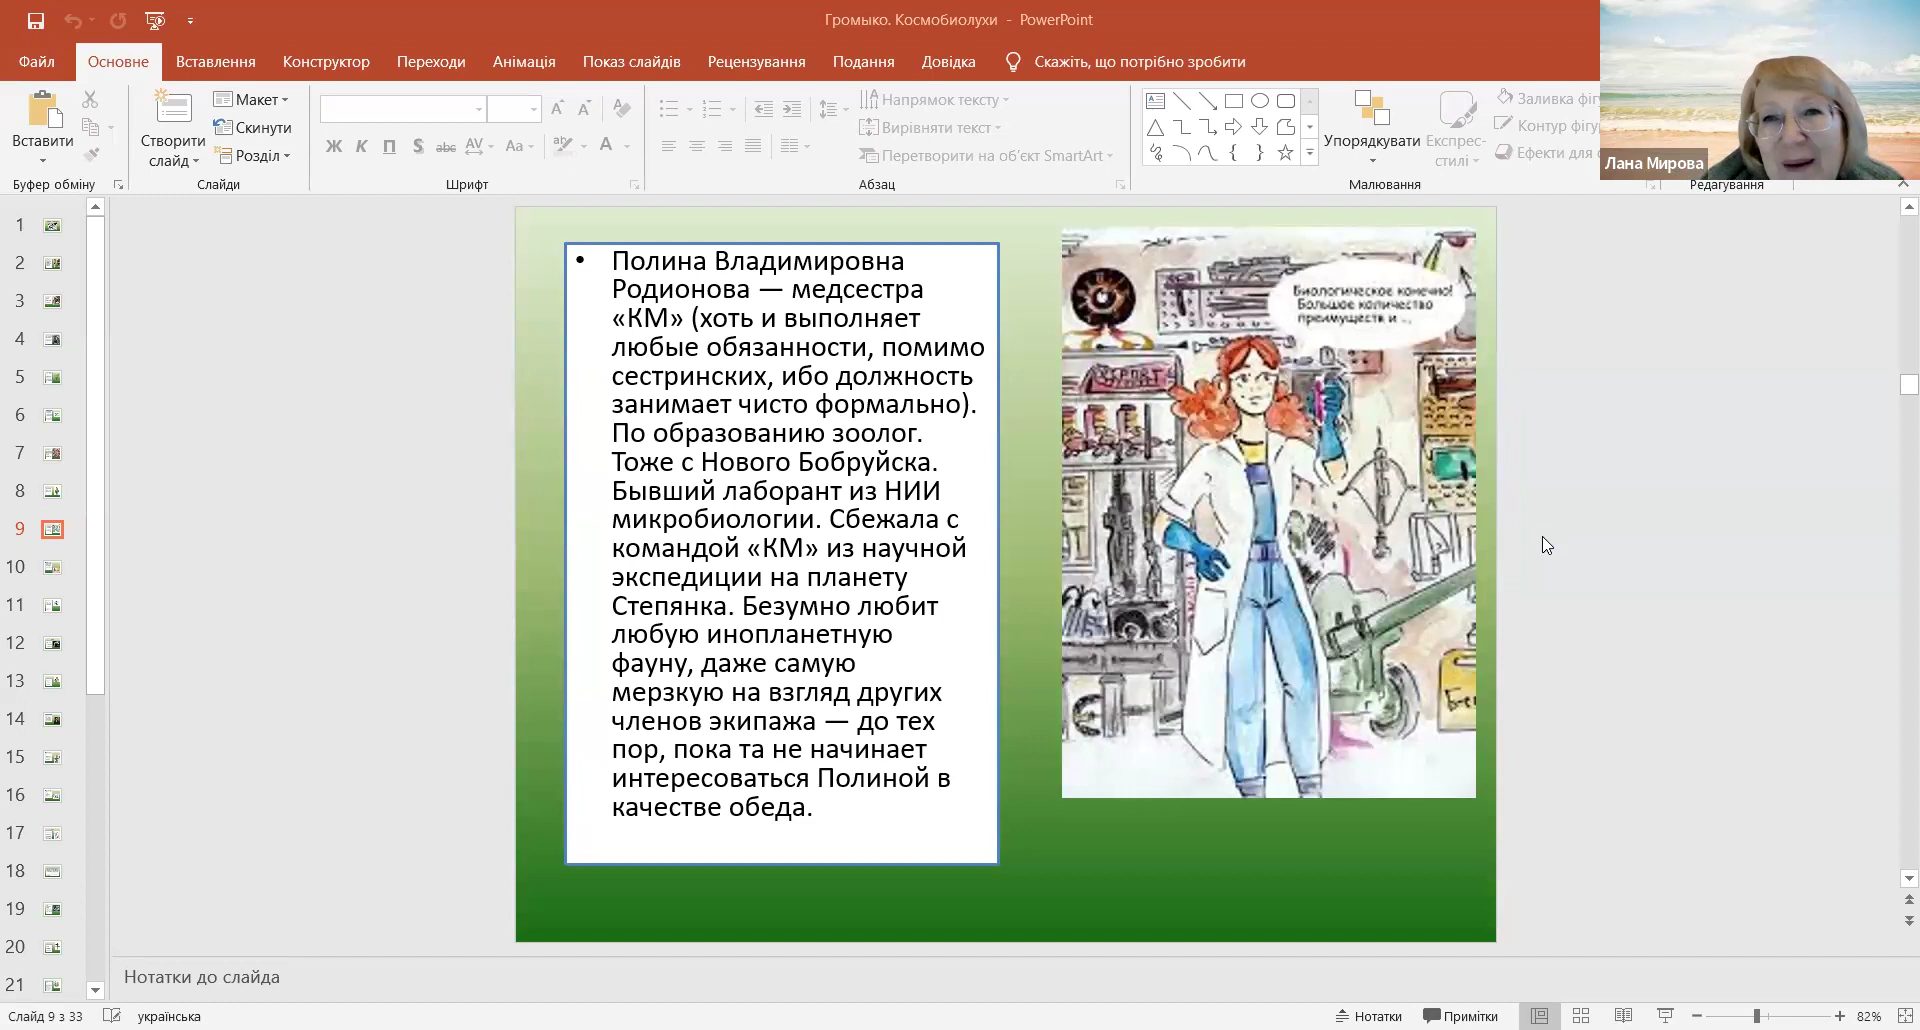 Громыко. Космобиолухи - PowerPoint
Файл Основне Вставлення Конструктор Переходи Анімація Показ слайдів Рецензування Подання Довідка Скажіть, що потрібно зробити
Вставити
Створити слайд
Макет
Скинути
Розділ
Ж К П S abc AV Aa А
Напрямок тексту
Вирівняти текст
Перетворити на об'єкт SmartArt
Упорядкувати
Експрес-стилі
Заливка фігу
Контур фігу
Ефекти для
Буфер обміну Слайди Шрифт Абзац Малювання Редагування
Лана Мирова
1
2
3
4
5
6
7
8
9
10
11
12
13
14
15
16
17
18
19
20
21
• Полина Владимировна
Родионова — медсестра
«КМ» (хоть и выполняет
любые обязанности, помимо
сестринских, ибо должность
занимает чисто формально).
По образованию зоолог.
Тоже с Нового Бобруйска.
Бывший лаборант из НИИ
микробиологии. Сбежала с
командой «КМ» из научной
экспедиции на планету
Степянка. Безумно любит
любую инопланетную
фауну, даже самую
мерзкую на взгляд других
членов экипажа — до тех
пор, пока та не начинает
интересоваться Полиной в
качестве обеда.
Биологическое конечно!
Большое количество
преимуществ и ...
Нотатки до слайда
Слайд 9 з 33 українська Нотатки Примітки 82%